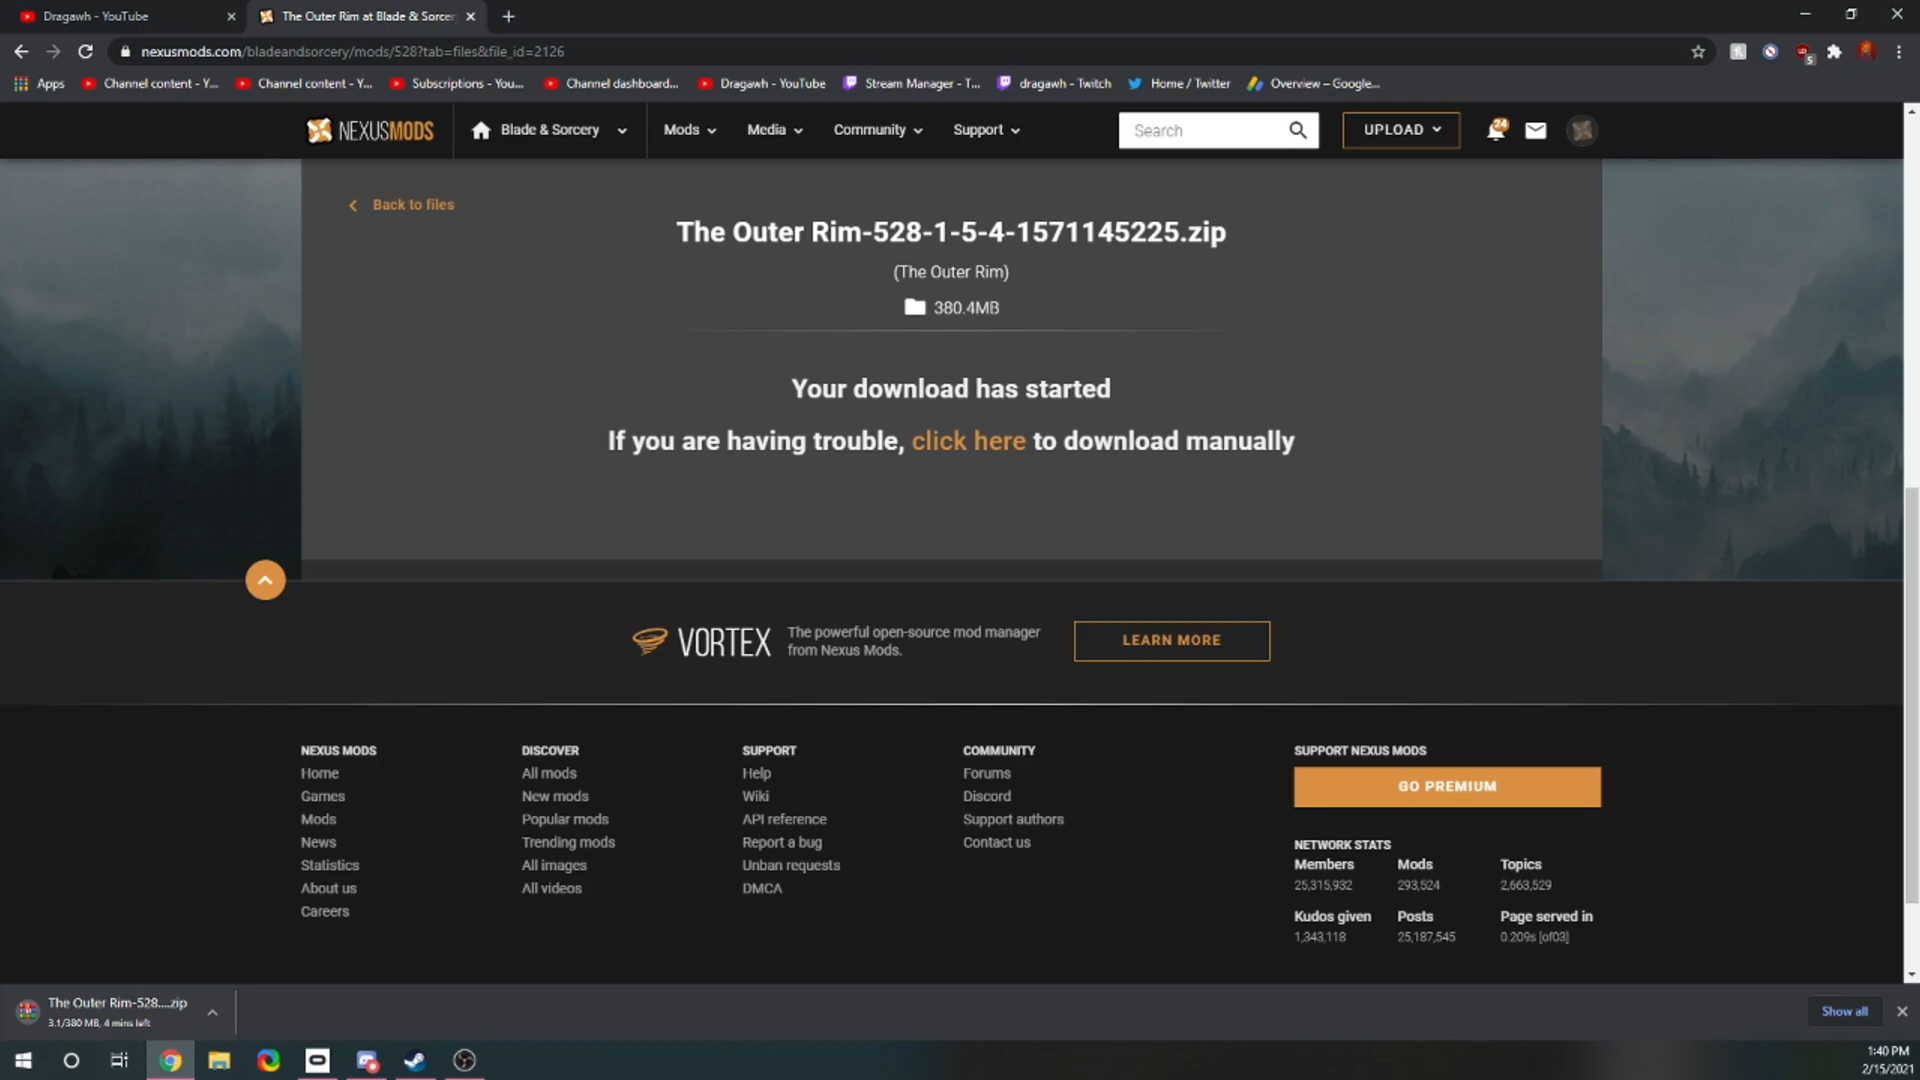 Dragawh - YouTube
The Outer Rim at Blade & Sorcer
nexusmods.com/bladeandsorcery/mods/528?tab=files&file_id=2126
5
Apps
Channel content - Y...
Channel content - Y...
Subscriptions - You...
Channel dashboard...
Dragawh - YouTube
Stream Manager - T...
dragawh - Twitch
Home / Twitter
Overview – Google...
NEXUSMODS
Blade & Sorcery
Mods
Media
Community
Support
Search
UPLOAD
24
Back to files
The Outer Rim-528-1-5-4-1571145225.zip
(The Outer Rim)
380.4MB
Your download has started
If you are having trouble, click here to download manually
VORTEX
The powerful open-source mod manager
from Nexus Mods.
LEARN MORE
NEXUS MODS
Home
Games
Mods
News
Statistics
About us
Careers
DISCOVER
All mods
New mods
Popular mods
Trending mods
All images
All videos
SUPPORT
Help
Wiki
API reference
Report a bug
Unban requests
DMCA
COMMUNITY
Forums
Discord
Support authors
Contact us
SUPPORT NEXUS MODS
GO PREMIUM
NETWORK STATS
Members
25,315,932
Mods
293,524
Topics
2,663,529
Kudos given
1,343,118
Posts
25,187,545
Page served in
0.209s [of03]
The Outer Rim-528....zip
3.1/380 MB, 4 mins left
Show all
1:40 PM
2/15/2021